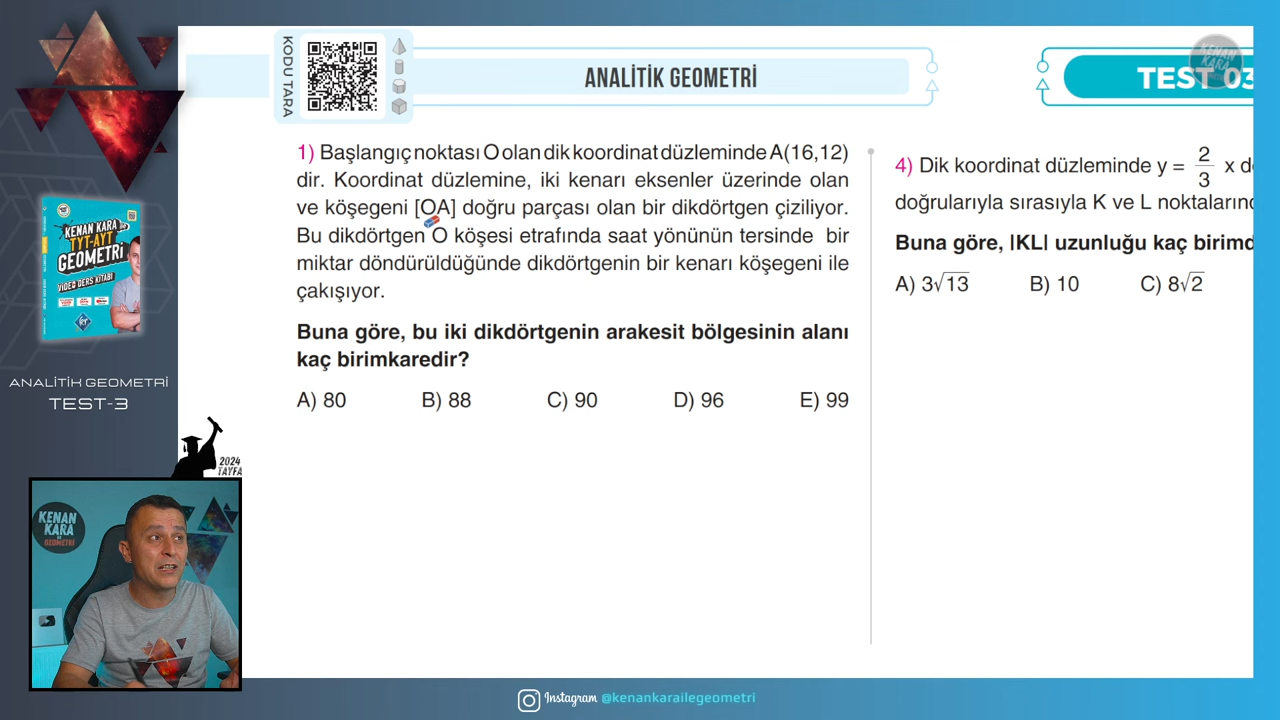 KODU TARA
ANALİTİK GEOMETRİ
KENAN
KARA
TEST 03
1) Başlangıç noktası O olan dik koordinat düzleminde A(16,12)
dir. Koordinat düzlemine, iki kenarı eksenler üzerinde olan
ve köşegeni [OA] doğru parçası olan bir dikdörtgen çiziliyor.
Bu dikdörtgen O köşesi etrafında saat yönünün tersinde bir
miktar döndürüldüğünde dikdörtgenin bir kenarı köşegeni ile
çakışıyor.
Buna göre, bu iki dikdörtgenin arakesit bölgesinin alanı
kaç birimkaredir?
A) 80 B) 88 C) 90 D) 96 E) 99
4) Dik koordinat düzleminde y = 2/3 x d
doğrularıyla sırasıyla K ve L noktaların
Buna göre, |KL| uzunluğu kaç birimd
A) 3√13 B) 10 C) 8√2
KENAN KARA
TYT-AYT
GEOMETRİ
VİDEO DERS KİTABI
ANALİTİK GEOMETRİ
TEST-3
2024
TAYFA
KENAN
KARA
GEOMETRİ
Instagram @kenankarailegeometri